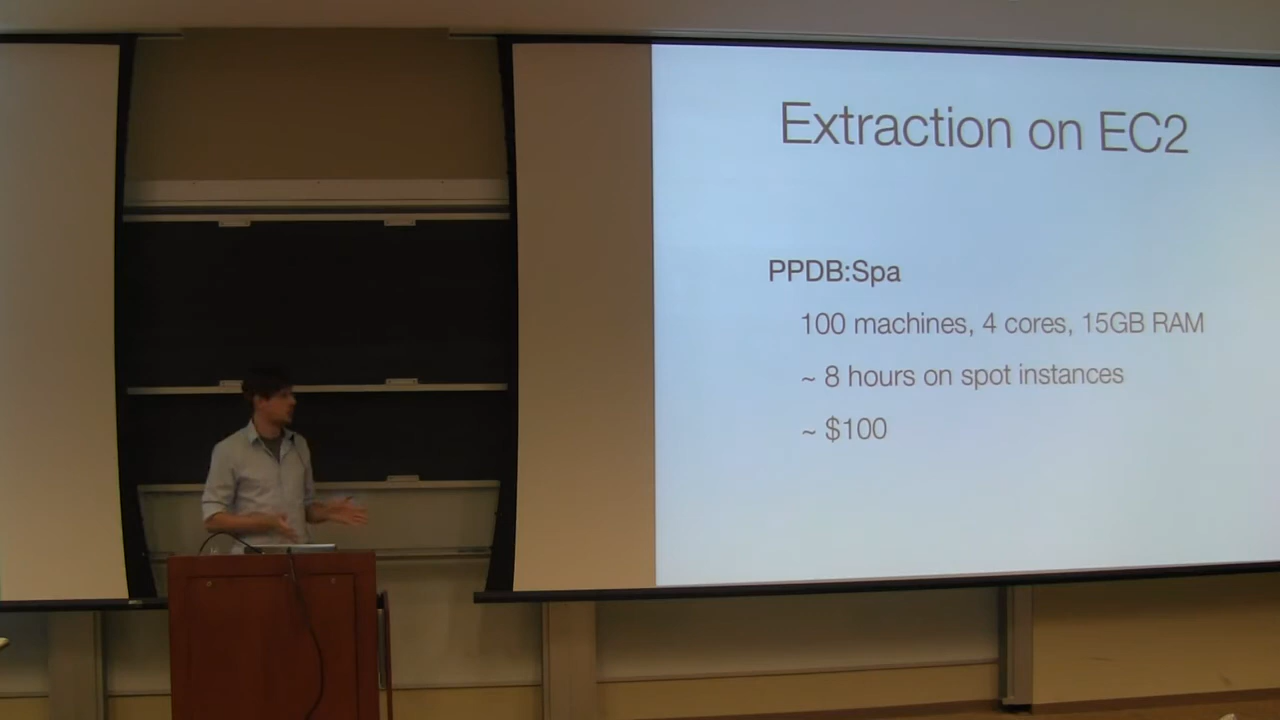 Extraction on EC2
PPDB:Spa
100 machines, 4 cores, 15GB RAM
~ 8 hours on spot instances
~ $100